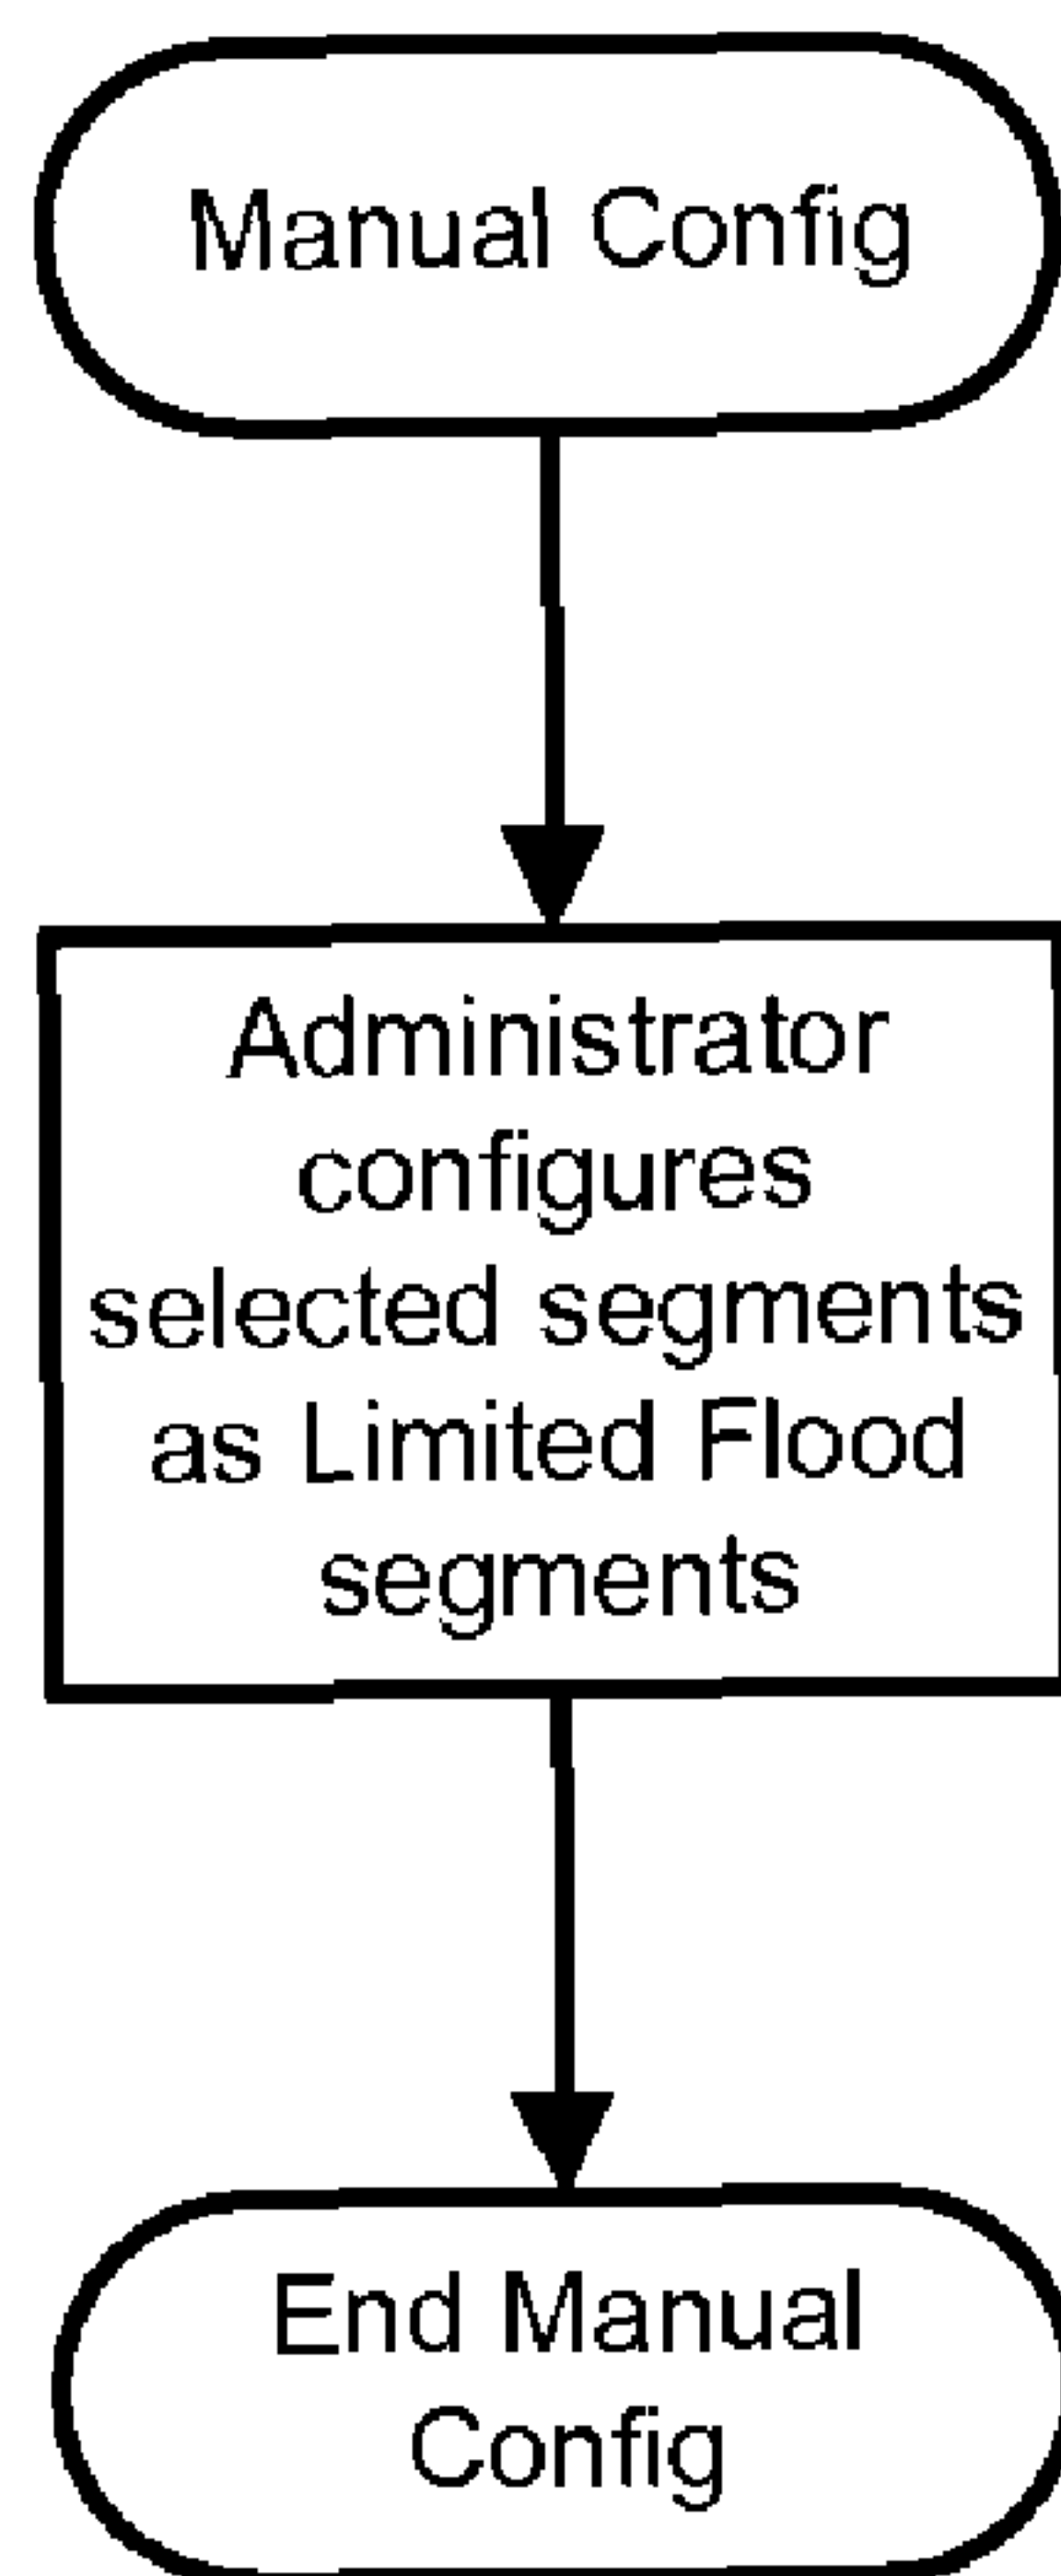 Manual Config
Administrator
configures
selected segments
as Limited Flood
segments
End Manual
Config